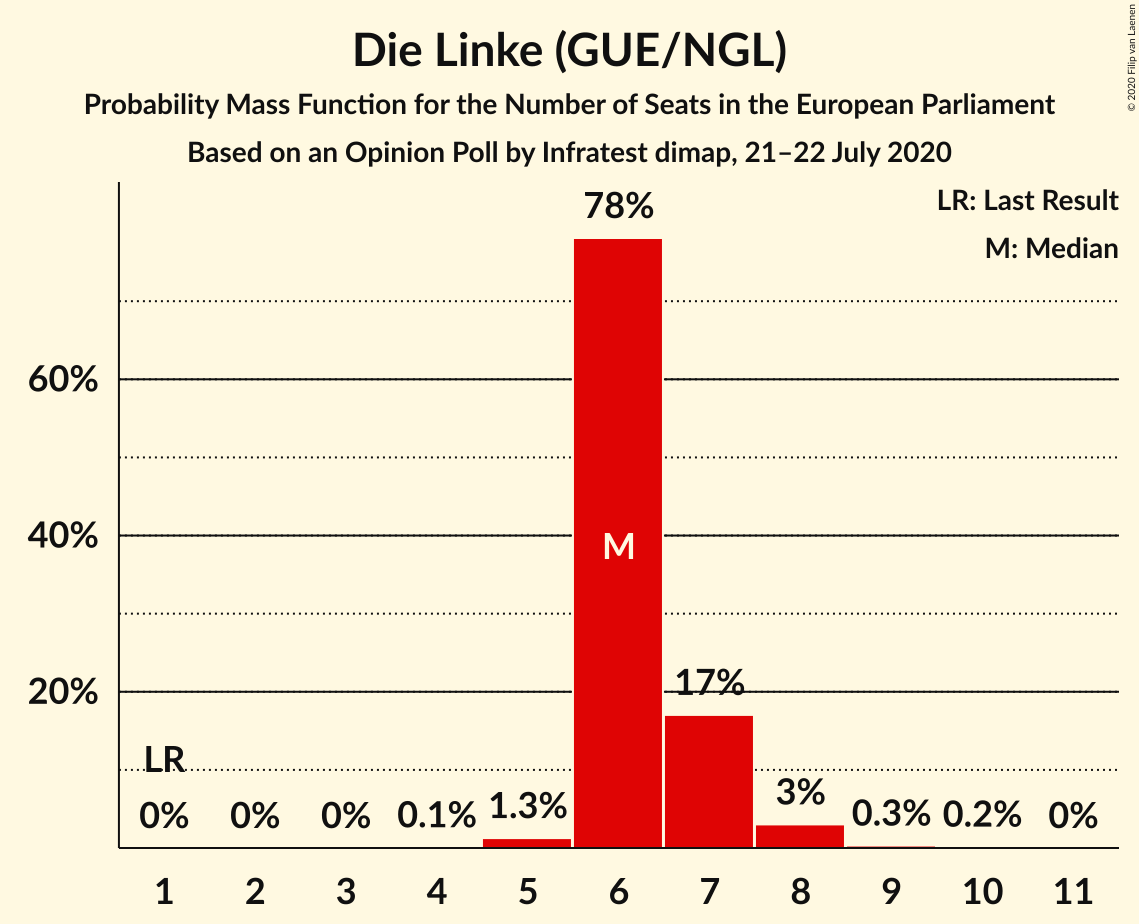 Die Linke (GUE/NGL)
Probability Mass Function for the Number of Seats in the European Parliament
Based on an Opinion Poll by Infratest dimap, 21–22 July 2020
© 2020 Filip van Laenen
LR: Last Result
M: Median
78%
60%
40%
M
20%
17%
LR
0% 0% 0% 0.1% 1.3% 3% 0.3% 0.2% 0%
1 2 3 4 5 6 7 8 9 10 11